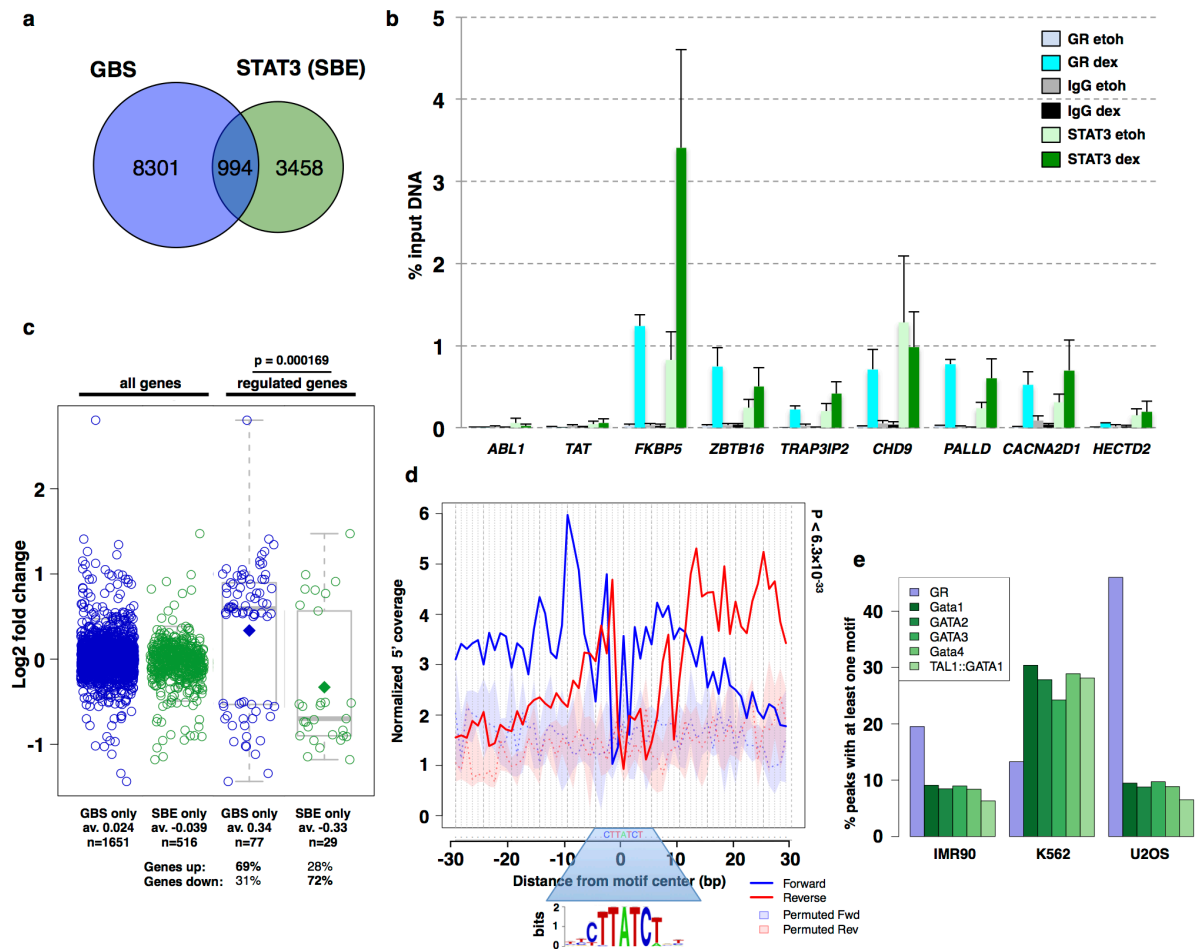 a
GBS
STAT3 (SBE)
8301
994
3458
b
5
4
3
2
1
0
% input DNA
GR etoh
GR dex
IgG etoh
IgG dex
STAT3 etoh
STAT3 dex
ABL1 TAT FKBP5 ZBTB16 TRAP3IP2 CHD9 PALLD CACNA2D1 HECTD2
c
p = 0.000169
all genes regulated genes
Log2 fold change
2
1
0
-1
GBS only SBE only GBS only SBE only
av. 0.024 av. -0.039 av. 0.34 av. -0.33
n=1651 n=516 n=77 n=29
Genes up: 69% 28%
Genes down: 31% 72%
d
Normalized 5' coverage
6
5
4
3
2
1
0
P < 6.3×10-33
CTTATCT
-30 -20 -10 0 10 20 30
Distance from motif center (bp)
bits
2
1
0
CTTATCT
Forward
Reverse
Permuted Fwd
Permuted Rev
e
% peaks with at least one motif
40
30
20
10
0
GR
Gata1
GATA2
GATA3
Gata4
TAL1::GATA1
IMR90 K562 U2OS